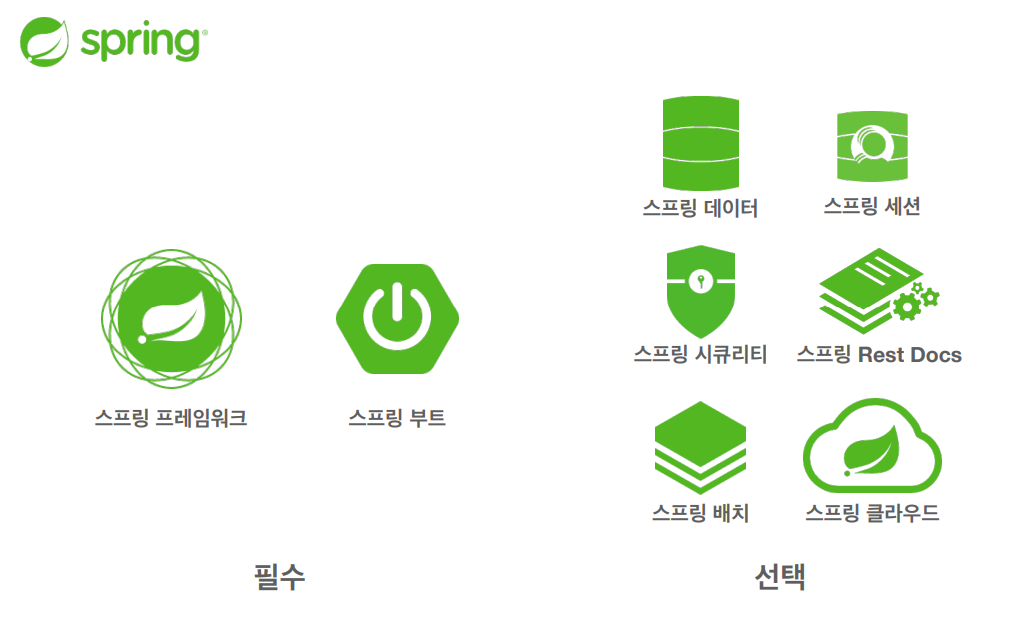 spring®
스프링 데이터
스프링 세션
스프링 시큐리티
스프링 Rest Docs
스프링 프레임워크
스프링 부트
스프링 배치
스프링 클라우드
필수
선택